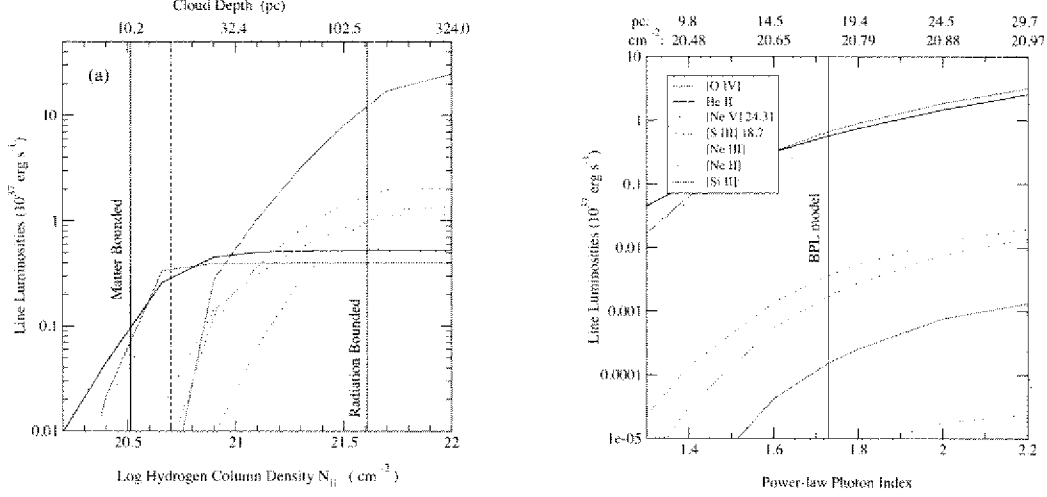 Cloud Depth (pc)
10.2 32.4 102.5 324.0
(a)
10
1
0.1
0.01
Line Luminosities (10^37 erg s^-1)
Matter Bounded
Radiation Bounded
20.5 21 21.5 22
Log Hydrogen Column Density N_H (cm^-2)
pc: 9.8 14.5 19.4 24.5 29.7
cm^-2: 20.48 20.65 20.79 20.88 20.97
10
1
0.1
0.01
0.001
0.0001
1e-05
Line Luminosities (10^37 erg s^-1)
[O IV]
He II
[Ne V] 24.31
[S III] 18.7
[Ne III]
[Ne II]
[Si II]
BPL model
1.4 1.6 1.8 2 2.2
Power-law Photon Index